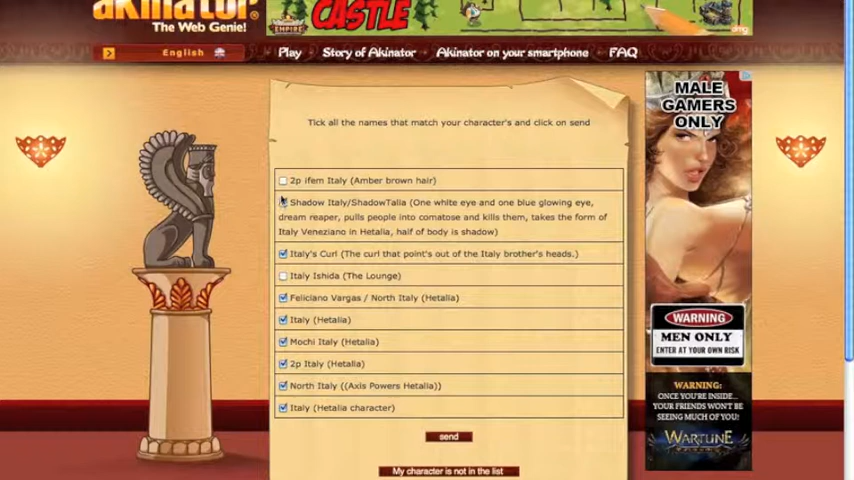 akinator®
The Web Genie!
EMPIRE
CASTLE
English
Play
Story of Akinator
Akinator on your smartphone
FAQ
Tick all the names that match your character's and click on send
2p !fem Italy (Amber brown hair)
Shadow Italy/ShadowTalia (One white eye and one blue glowing eye,
dream reaper, pulls people into comatose and kills them, takes the form of
Italy Veneziano in Hetalia, half of body is shadow)
Italy's Curl (The curl that point's out of the Italy brother's heads.)
Italy Ishida (The Lounge)
Feliciano Vargas / North Italy (Hetalia)
Italy (Hetalia)
Mochi Italy (Hetalia)
2p Italy (Hetalia)
North Italy ((Axis Powers Hetalia))
Italy (Hetalia character)
send
My character is not in the list
MALE
GAMERS
ONLY
WARNING
MEN ONLY
ENTER AT YOUR OWN RISK
WARNING:
ONCE YOU'RE INSIDE...
YOUR FRIENDS WON'T BE
SEEING MUCH OF YOU!
WARTUNE